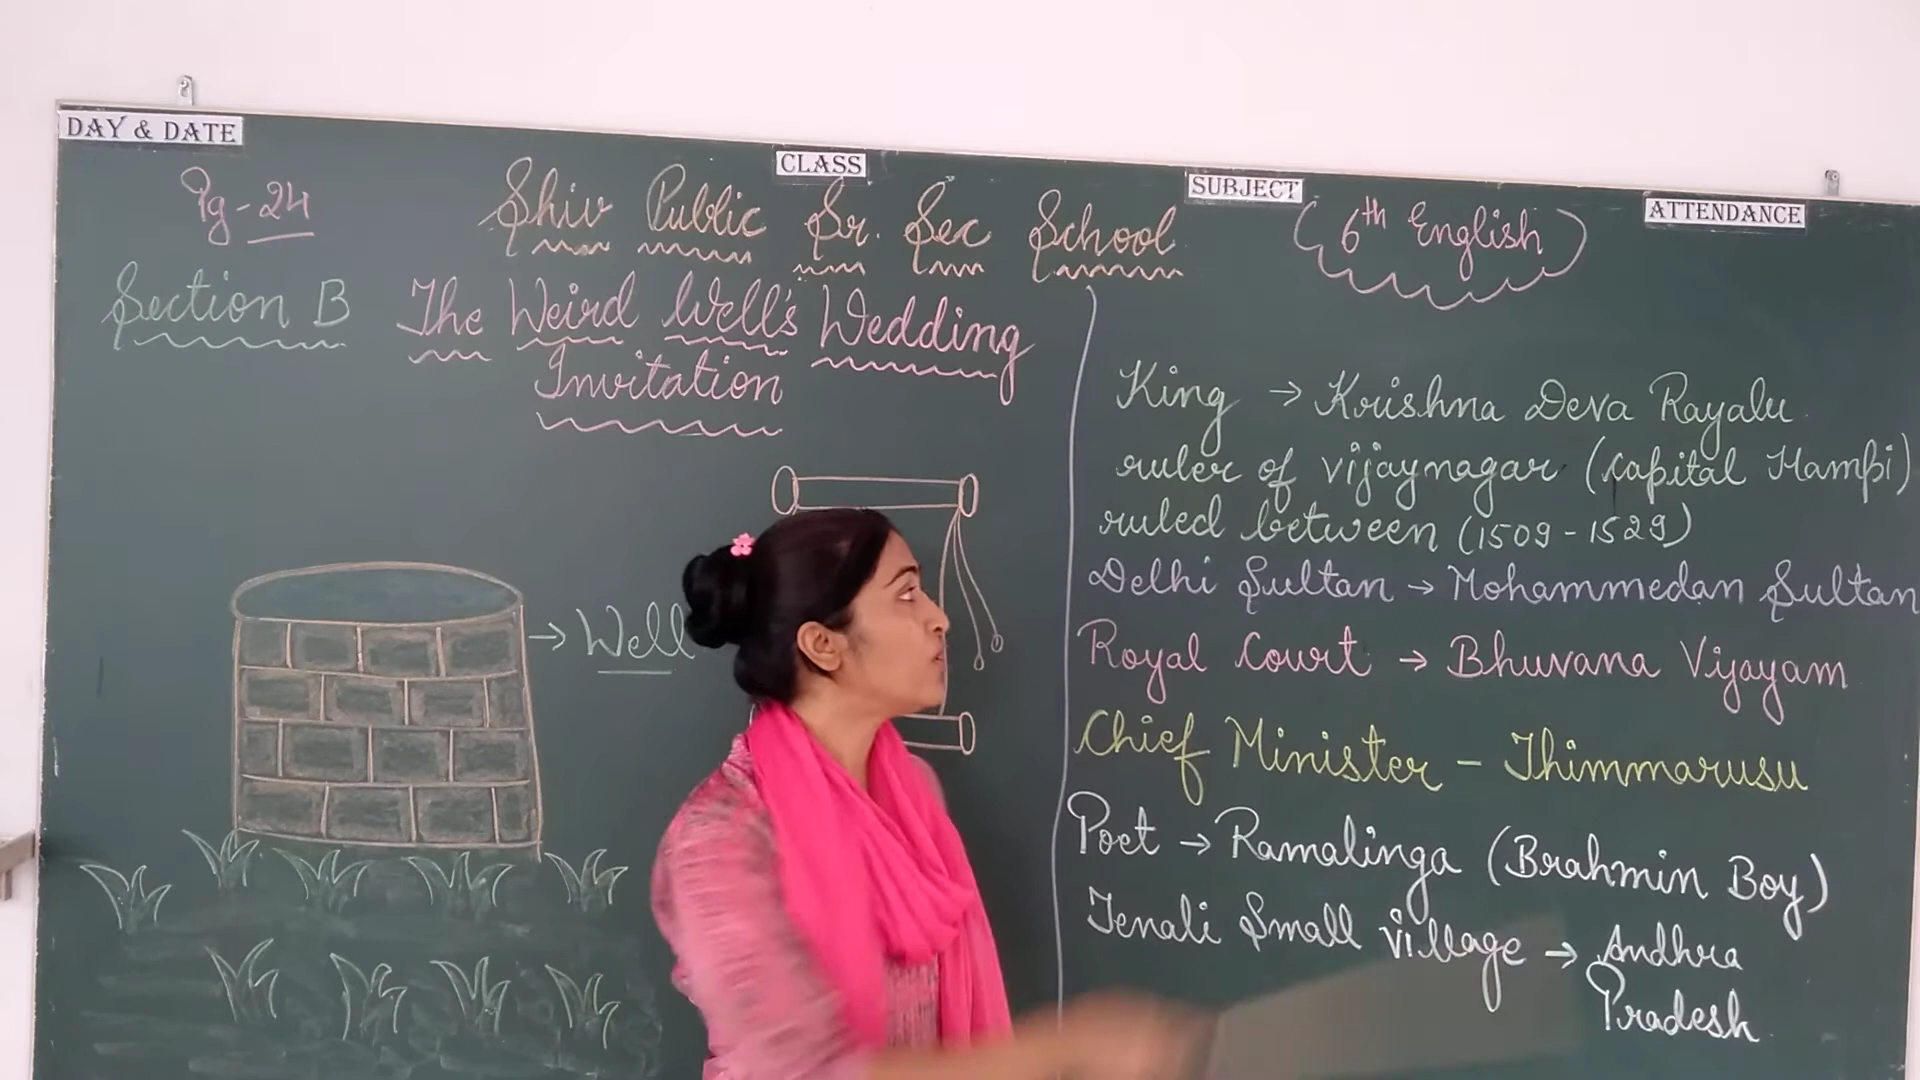 DAY & DATE
CLASS
SUBJECT
ATTENDANCE
Pg-24
Shiv Public Sr. Sec School
(6th English)
Section B
The Weird Well's Wedding
Invitation
→ Well
King → Krishna Deva Rayalu
ruler of vijaynagar (capital Hampi)
ruled between (1509-1529)
Delhi Sultan → Mohammedan Sultan
Royal Court → Bhuvana Vijayam
Chief Minister - Thimmarusu
Poet → Ramalinga (Brahmin Boy)
Tenali Small village → Andhra
Pradesh